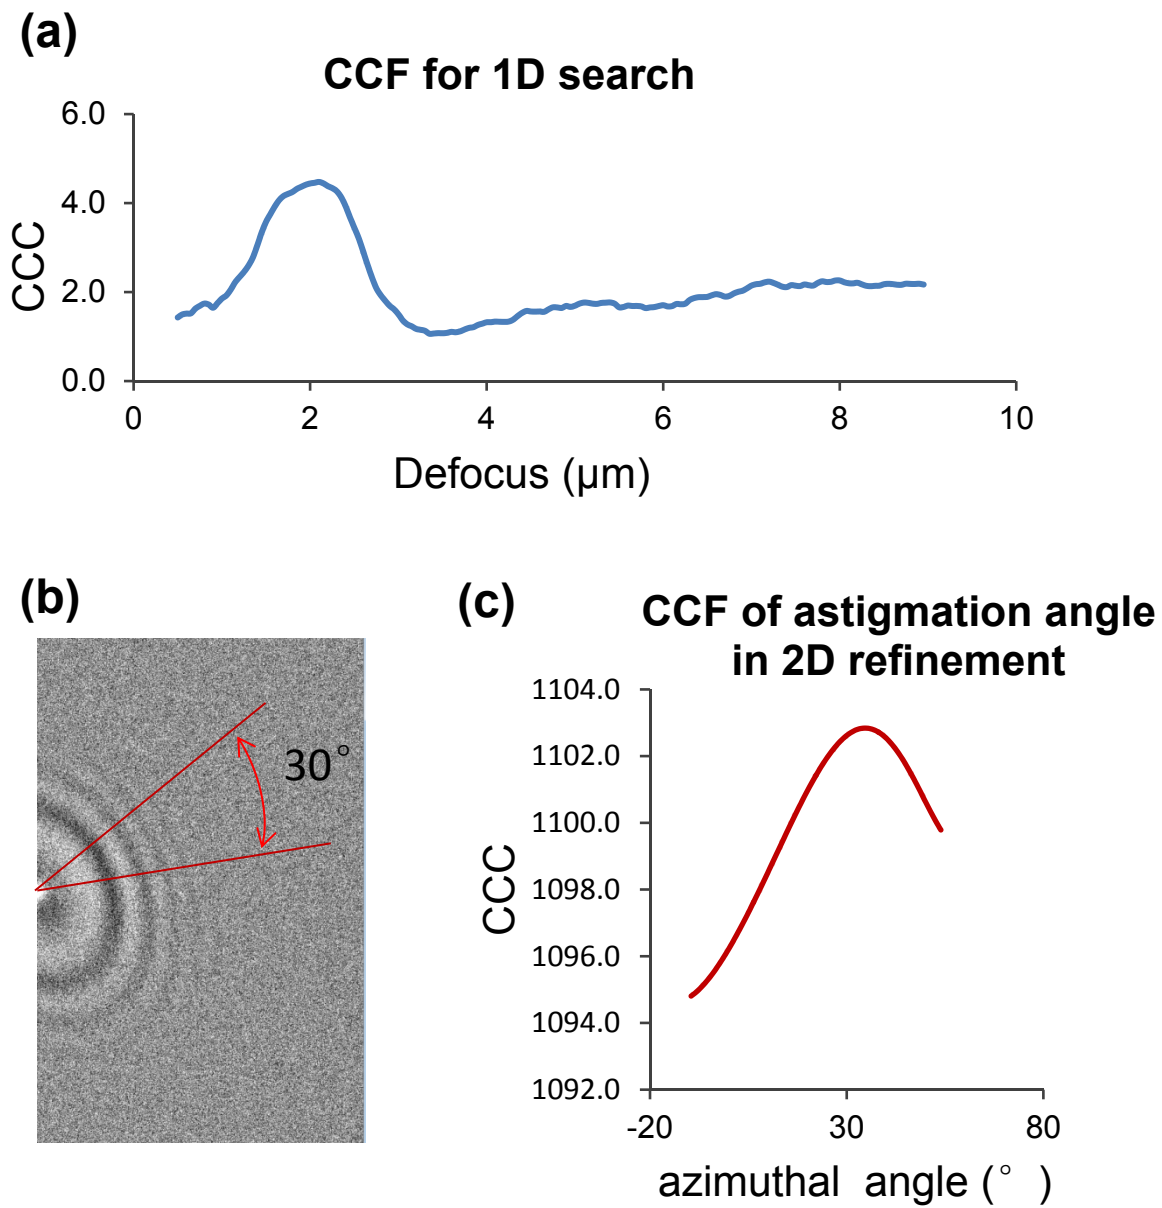 (a)
CCF for 1D search
6.0
4.0
2.0
0.0
CCC
0 2 4 6 8 10
Defocus (µm)
(b)
30°
(c)
CCF of astigmation angle
in 2D refinement
1104.0
1102.0
1100.0
1098.0
1096.0
1094.0
1092.0
CCC
-20 30 80
azimuthal angle (°)